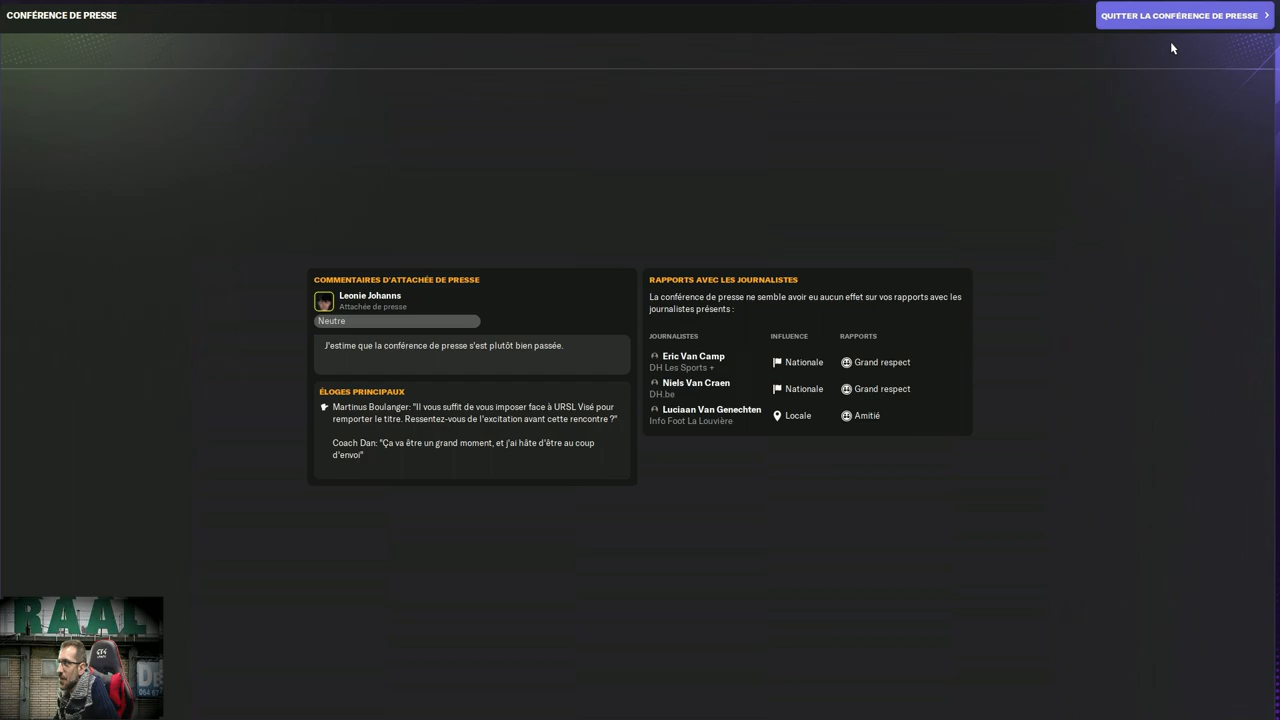 CONFÉRENCE DE PRESSE
QUITTER LA CONFÉRENCE DE PRESSE
COMMENTAIRES D'ATTACHÉE DE PRESSE
Leonie Johanns
Attachée de presse
Neutre
J'estime que la conférence de presse s'est plutôt bien passée.
ÉLOGES PRINCIPAUX
Martinus Boulanger: "Il vous suffit de vous imposer face à URSL Visé pour
remporter le titre. Ressentez-vous de l'excitation avant cette rencontre ?"
Coach Dan: "Ça va être un grand moment, et j'ai hâte d'être au coup
d'envoi"
RAPPORTS AVEC LES JOURNALISTES
La conférence de presse ne semble avoir eu aucun effet sur vos rapports avec les
journalistes présents :
JOURNALISTES INFLUENCE RAPPORTS
Eric Van Camp
DH Les Sports +
Nationale Grand respect
Niels Van Craen
DH.be
Nationale Grand respect
Luciaan Van Genechten
Info Foot La Louvière
Locale Amitié
RAAL